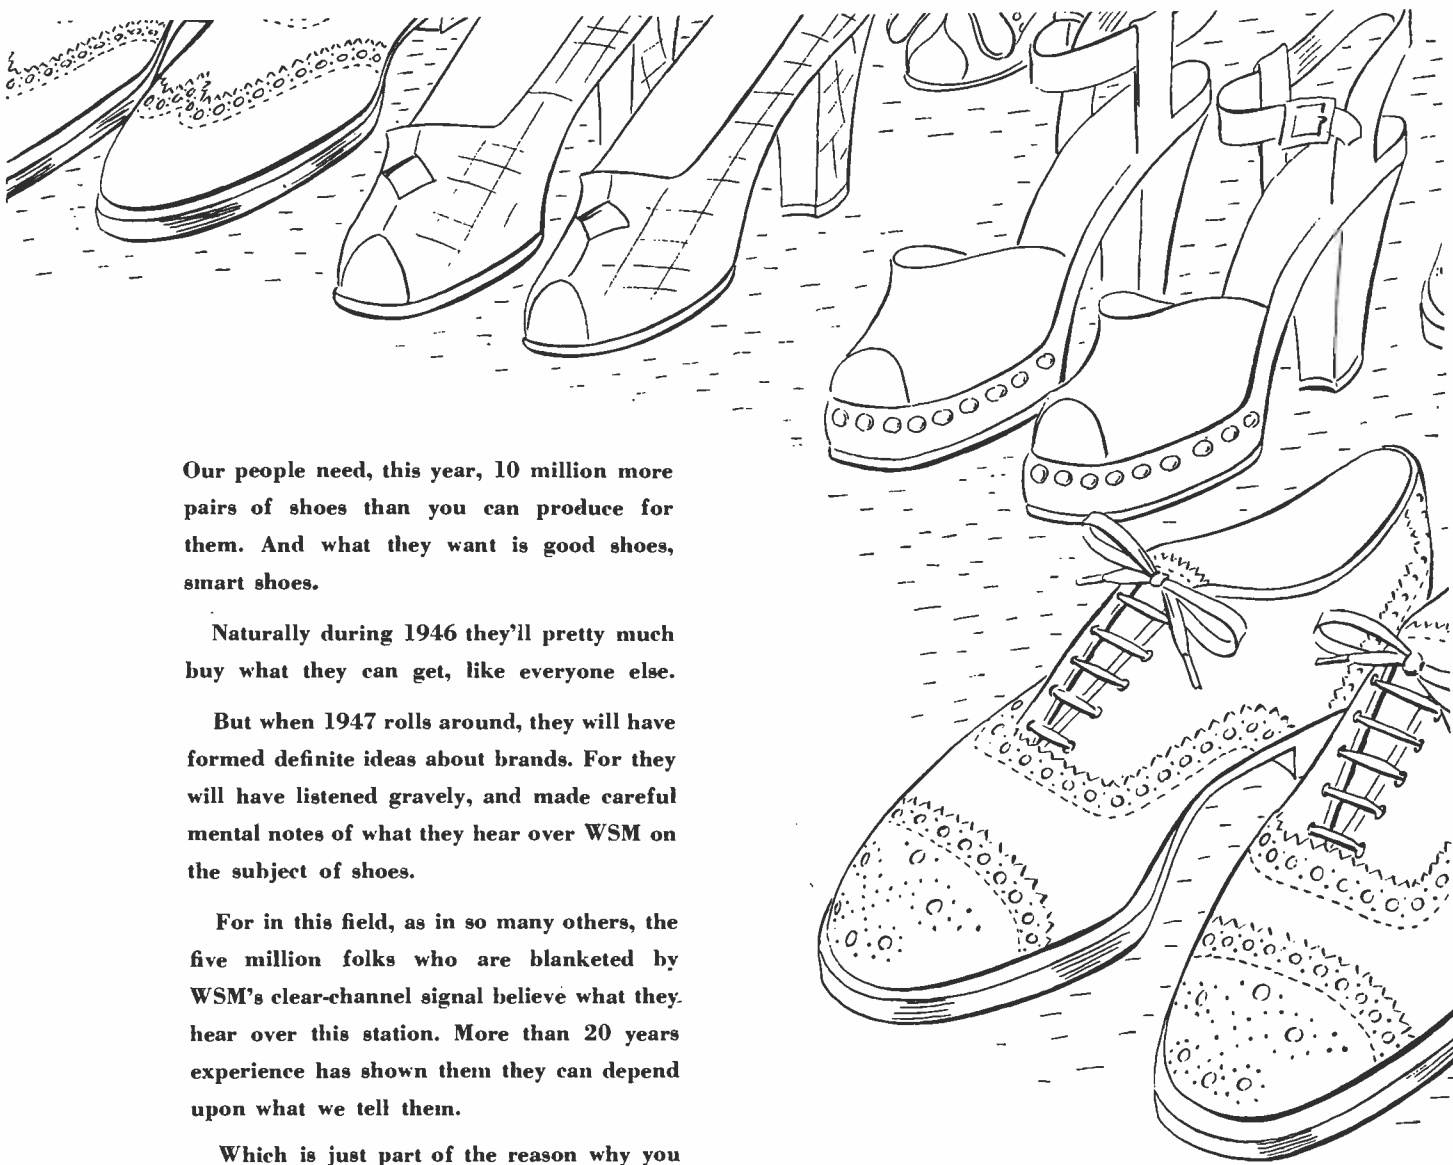 Our people need, this year, 10 million more
pairs of shoes than you can produce for
them. And what they want is good shoes,
smart shoes.
Naturally during 1946 they'll pretty much
buy what they can get, like everyone else.
But when 1947 rolls around, they will have
formed definite ideas about brands. For they
will have listened gravely, and made careful
mental notes of what they hear over WSM on
the subject of shoes.
For in this field, as in so many others, the
five million folks who are blanketed by
WSM's clear-channel signal believe what they
hear over this station. More than 20 years
experience has shown them they can depend
upon what we tell them.
Which is just part of the reason why you